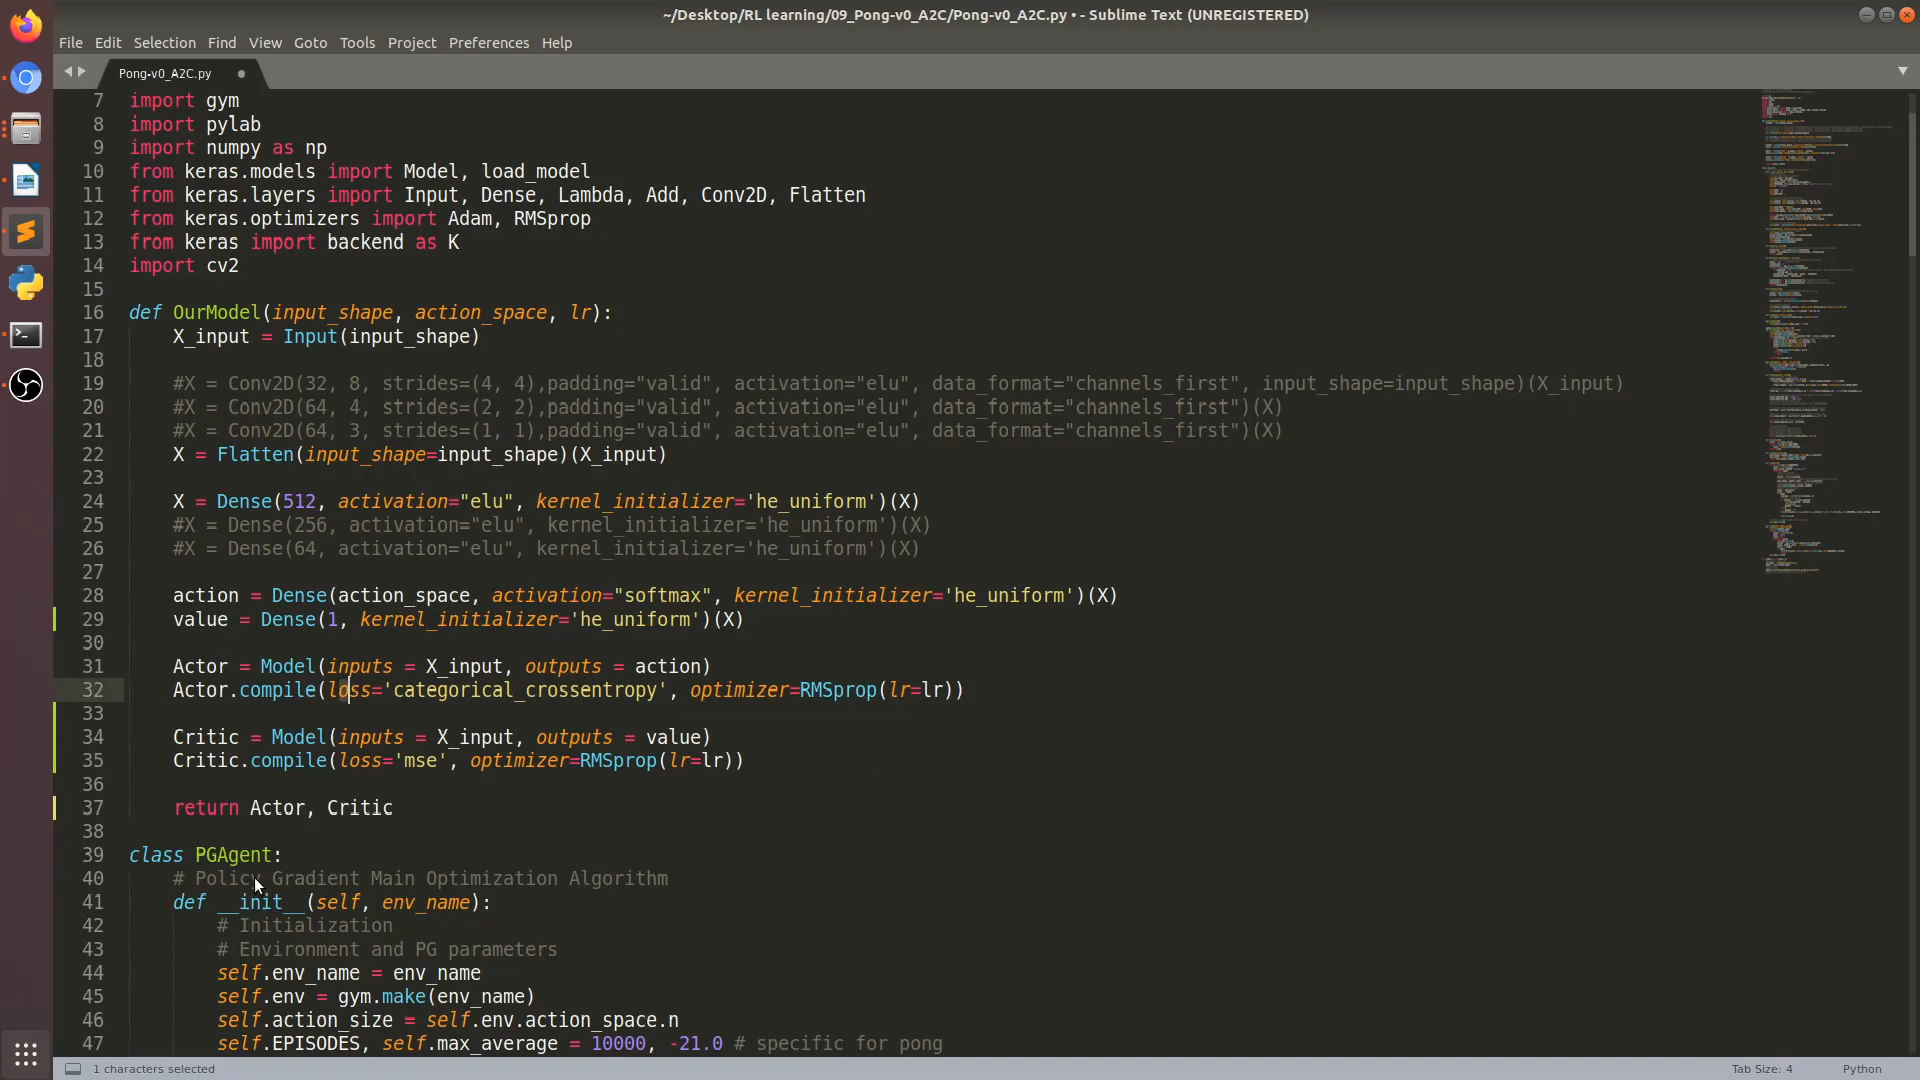 ~/Desktop/RL learning/09_Pong-v0_A2C/Pong-v0_A2C.py • - Sublime Text (UNREGISTERED)
File Edit Selection Find View Goto Tools Project Preferences Help
Pong-v0_A2C.py
7 import gym
8 import pylab
9 import numpy as np
10 from keras.models import Model, load_model
11 from keras.layers import Input, Dense, Lambda, Add, Conv2D, Flatten
12 from keras.optimizers import Adam, RMSprop
13 from keras import backend as K
14 import cv2
15
16 def OurModel(input_shape, action_space, lr):
17     X_input = Input(input_shape)
18
19     #X = Conv2D(32, 8, strides=(4, 4),padding="valid", activation="elu", data_format="channels_first", input_shape=input_shape)(X_input)
20     #X = Conv2D(64, 4, strides=(2, 2),padding="valid", activation="elu", data_format="channels_first")(X)
21     #X = Conv2D(64, 3, strides=(1, 1),padding="valid", activation="elu", data_format="channels_first")(X)
22     X = Flatten(input_shape=input_shape)(X_input)
23
24     X = Dense(512, activation="elu", kernel_initializer='he_uniform')(X)
25     #X = Dense(256, activation="elu", kernel_initializer='he_uniform')(X)
26     #X = Dense(64, activation="elu", kernel_initializer='he_uniform')(X)
27
28     action = Dense(action_space, activation="softmax", kernel_initializer='he_uniform')(X)
29     value = Dense(1, kernel_initializer='he_uniform')(X)
30
31     Actor = Model(inputs = X_input, outputs = action)
32     Actor.compile(loss='categorical_crossentropy', optimizer=RMSprop(lr=lr))
33
34     Critic = Model(inputs = X_input, outputs = value)
35     Critic.compile(loss='mse', optimizer=RMSprop(lr=lr))
36
37     return Actor, Critic
38
39 class PGAgent:
40     # Policy Gradient Main Optimization Algorithm
41     def __init__(self, env_name):
42         # Initialization
43         # Environment and PG parameters
44         self.env_name = env_name
45         self.env = gym.make(env_name)
46         self.action_size = self.env.action_space.n
47         self.EPISODES, self.max_average = 10000, -21.0 # specific for pong
1 characters selected Tab Size: 4 Python